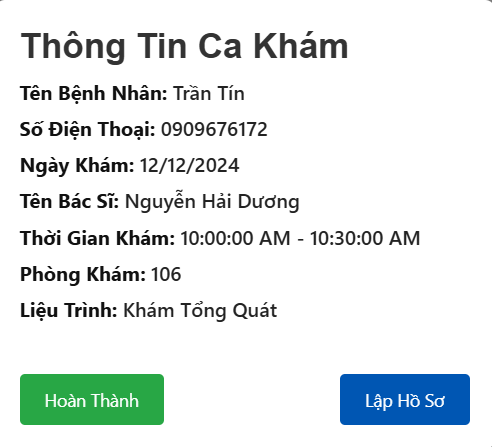 Thông Tin Ca Khám
Tên Bệnh Nhân: Trần Tín
Số Điện Thoại: 0909676172
Ngày Khám: 12/12/2024
Tên Bác Sĩ: Nguyễn Hải Dương
Thời Gian Khám: 10:00:00 AM - 10:30:00 AM
Phòng Khám: 106
Liệu Trình: Khám Tổng Quát
Hoàn Thành
Lập Hồ Sơ